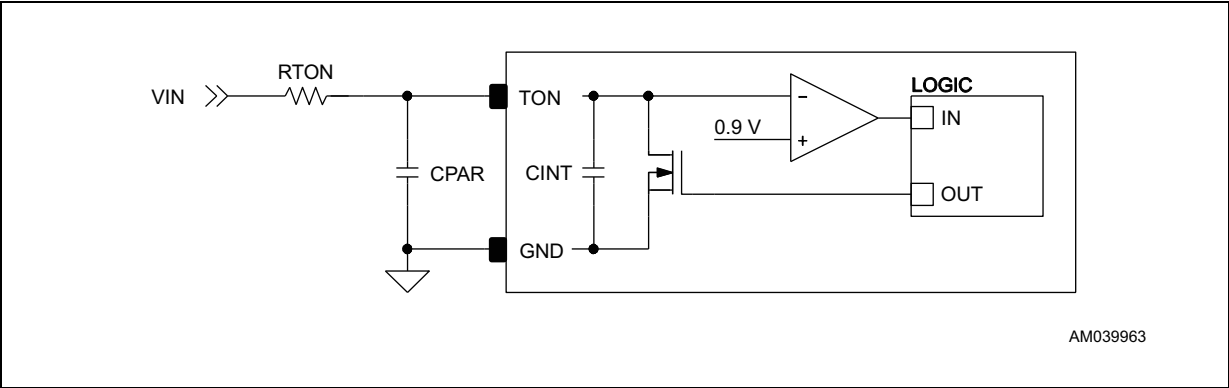 RTON
VIN
TON
LOGIC
-
IN
0.9 V
+
CPAR
CINT
OUT
GND
AM039963